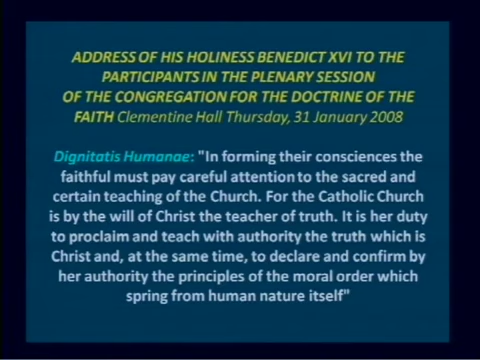 ADDRESS OF HIS HOLINESS BENEDICT XVI TO THE
PARTICIPANTS IN THE PLENARY SESSION
OF THE CONGREGATION FOR THE DOCTRINE OF THE
FAITH Clementine Hall Thursday, 31 January 2008
Dignitatis Humanae: "In forming their consciences the
faithful must pay careful attention to the sacred and
certain teaching of the Church. For the Catholic Church
is by the will of Christ the teacher of truth. It is her duty
to proclaim and teach with authority the truth which is
Christ and, at the same time, to declare and confirm by
her authority the principles of the moral order which
spring from human nature itself"